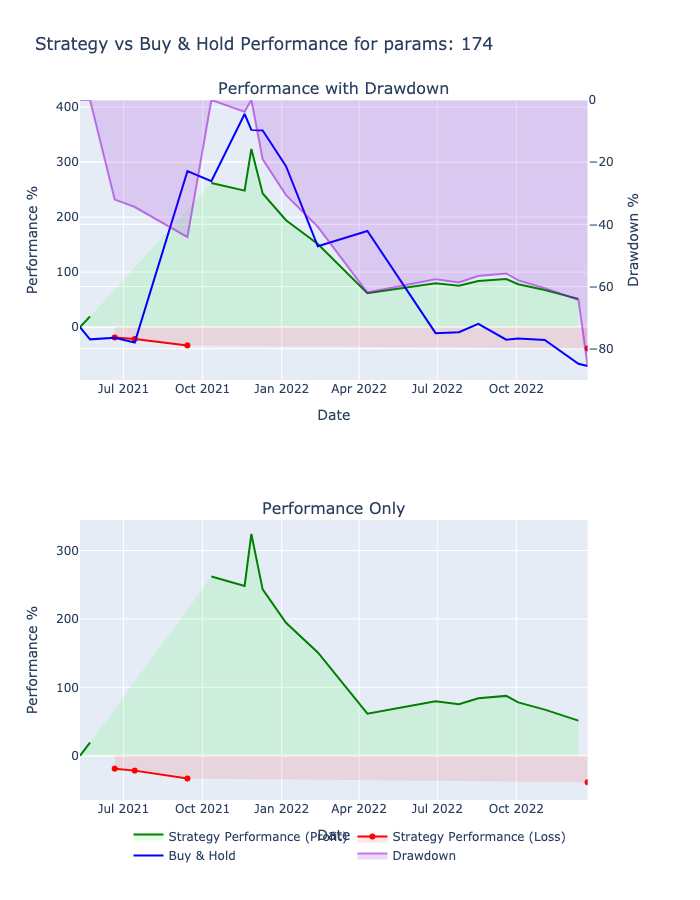 Strategy vs Buy & Hold Performance for params: 174
Performance with Drawdown
400
300
200
100
0
Performance %
0
−20
−40
−60
−80
Drawdown %
Jul 2021
Oct 2021
Jan 2022
Apr 2022
Jul 2022
Oct 2022
Date
Performance Only
300
200
100
0
Performance %
Jul 2021
Oct 2021
Jan 2022
Apr 2022
Jul 2022
Oct 2022
Date
Strategy Performance (Profit)
Strategy Performance (Loss)
Buy & Hold
Drawdown